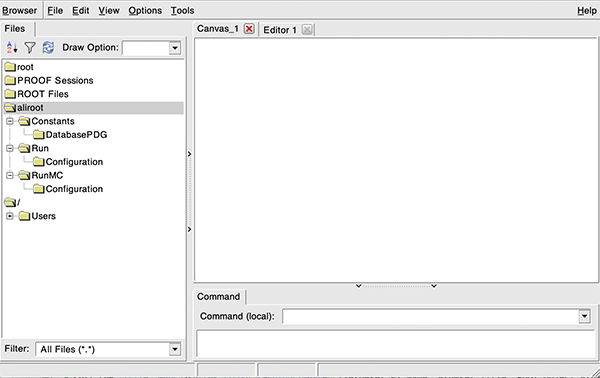 Browser File Edit View Options Tools Help
Files
Canvas_1 Editor 1
Draw Option:
root
PROOF Sessions
ROOT Files
aliroot
Constants
DatabasePDG
Run
Configuration
RunMC
Configuration
/
Users
Filter: All Files (*.*)
Command
Command (local):